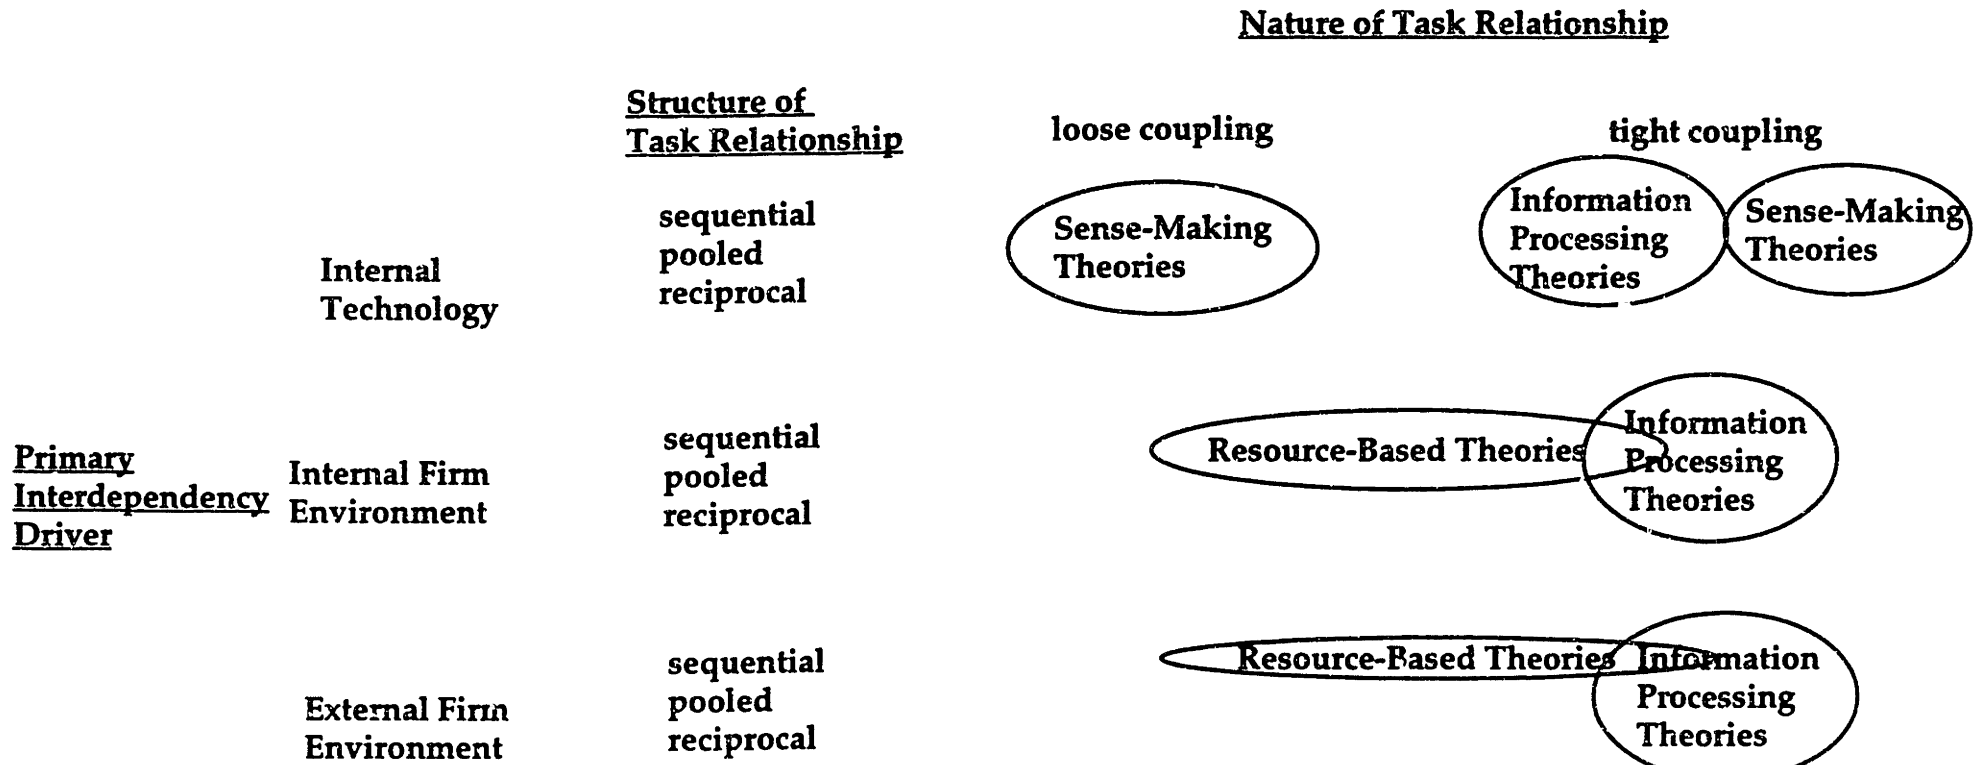 Nature of Task Relationship
Structure of
Task Relationship
loose coupling
tight coupling
Internal
Technology
sequential
pooled
reciprocal
Sense-Making
Theories
Information
Processing
Theories
Sense-Making
Theories
Primary
Interdependency
Driver
Internal Firm
Environment
sequential
pooled
reciprocal
Resource-Based Theories
Information
Processing
Theories
External Firm
Environment
sequential
pooled
reciprocal
Resource-Based Theories
Information
Processing
Theories